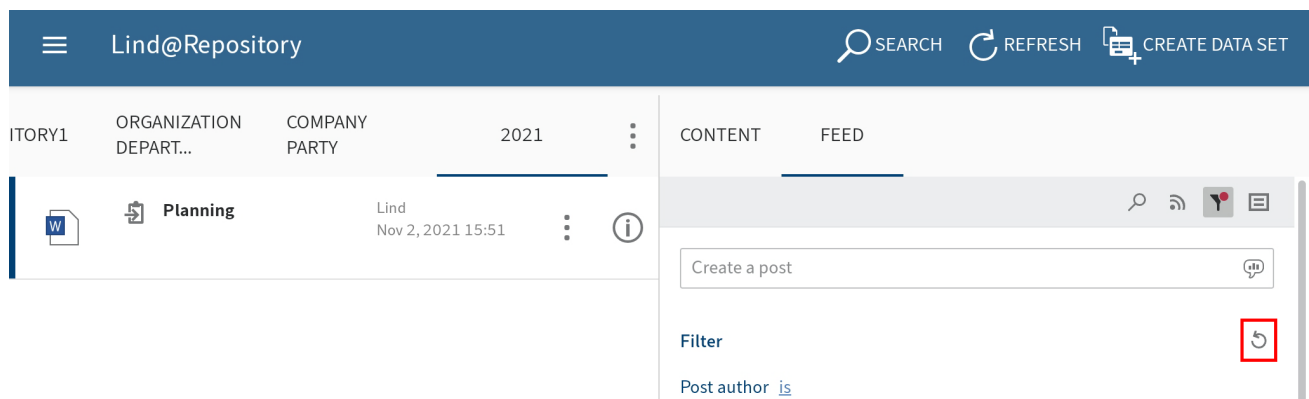 Lind@Repository
SEARCH
REFRESH
CREATE DATA SET
ITORY1
ORGANIZATION
DEPART...
COMPANY
PARTY
2021
CONTENT
FEED
W
Planning
Lind
Nov 2, 2021 15:51
Create a post
Filter
Post author is